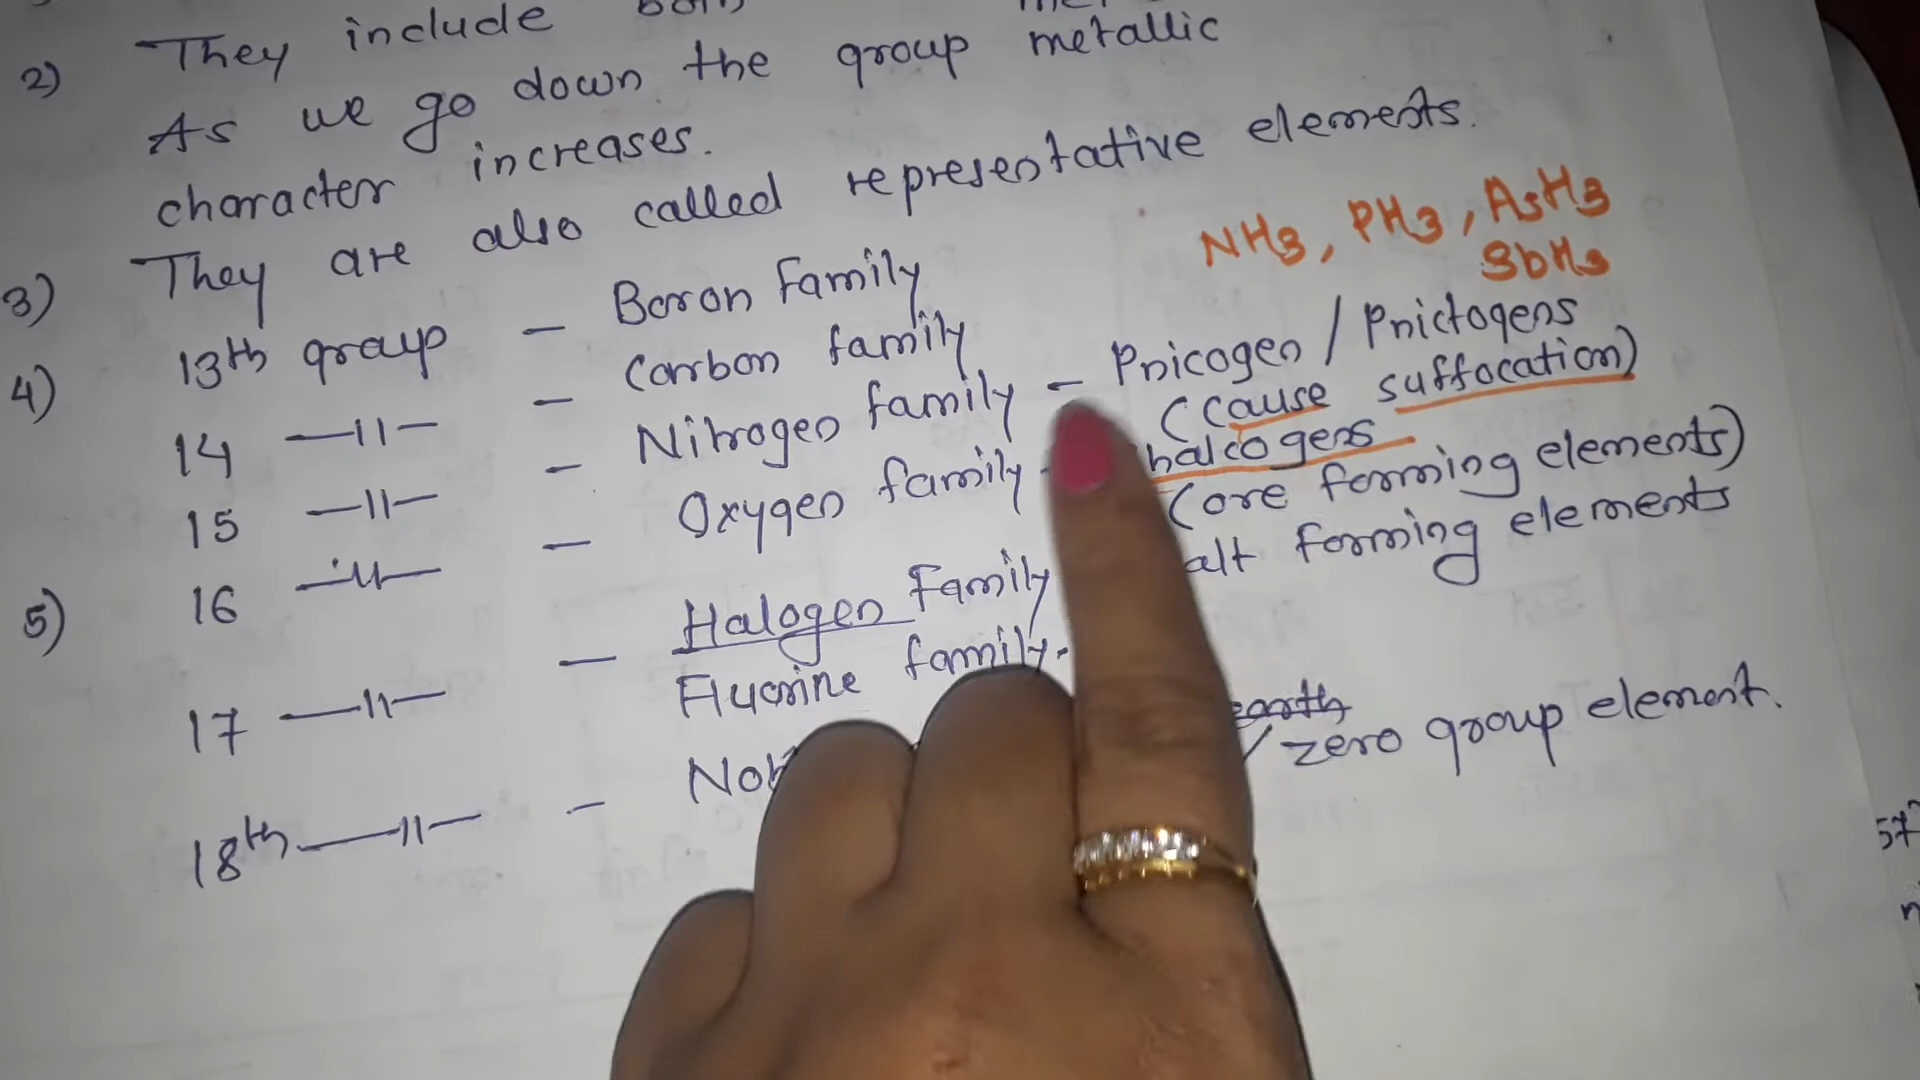 2) They include both
As we go down the group metallic
character increases.
3) They are also called representative elements.
NH3, PH3, AsH3
SbH3
4) 13th group - Boron Family
14 —11— - Carbon family
15 —11— - Nitrogen family - Pnicogen / Pnictogens
(cause suffocation)
16 —11— - Oxygen family - halcogens
(ore forming elements)
5) 17 —11— - Halogen Family alt forming elements
Fluorine family.
18th —11— - earth
/ zero group element.
57